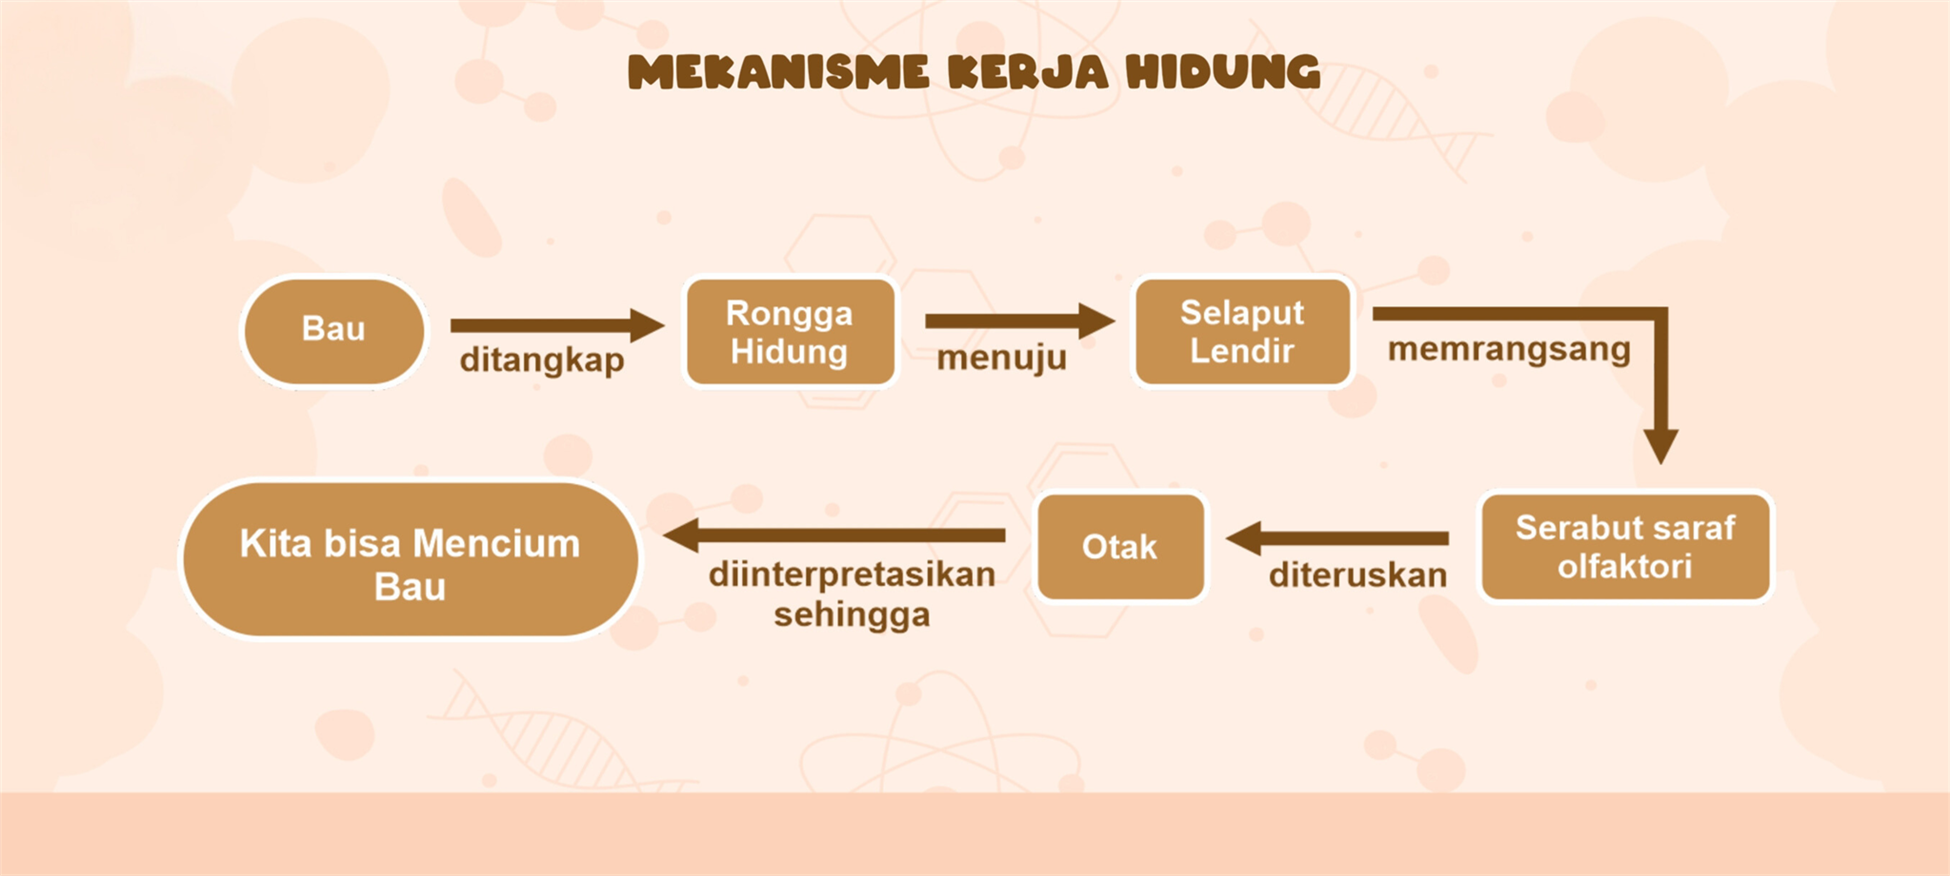 MEKANISME KERJA HIDUNG
Bau
ditangkap
Rongga
Hidung
menuju
Selaput
Lendir
memrangsang
Serabut saraf
olfaktori
diteruskan
Otak
diinterpretasikan
sehingga
Kita bisa Mencium
Bau